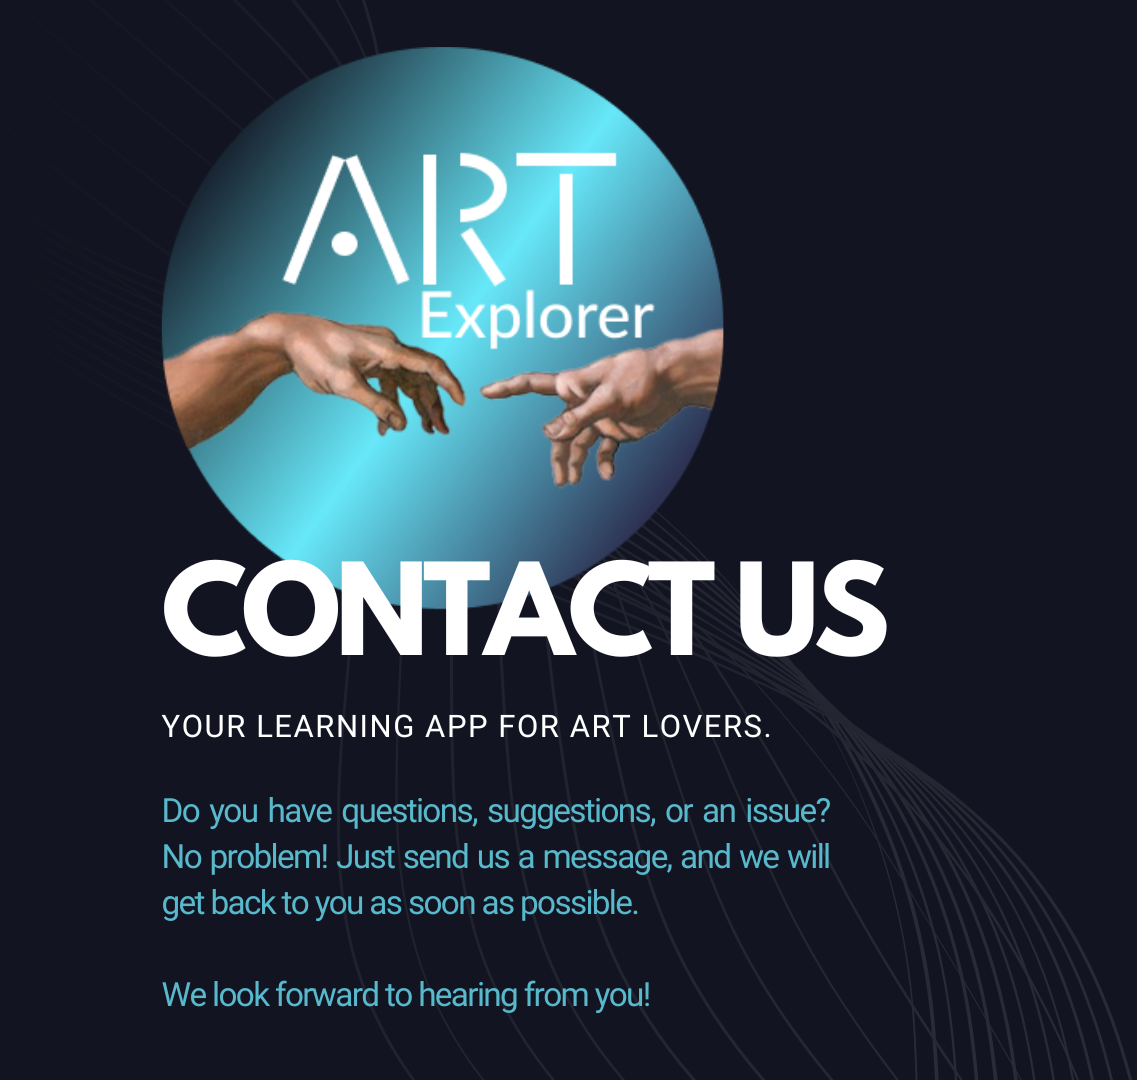 ART
Explorer
CONTACT US
YOUR LEARNING APP FOR ART LOVERS.
Do you have questions, suggestions, or an issue?
No problem! Just send us a message, and we will
get back to you as soon as possible.
We look forward to hearing from you!